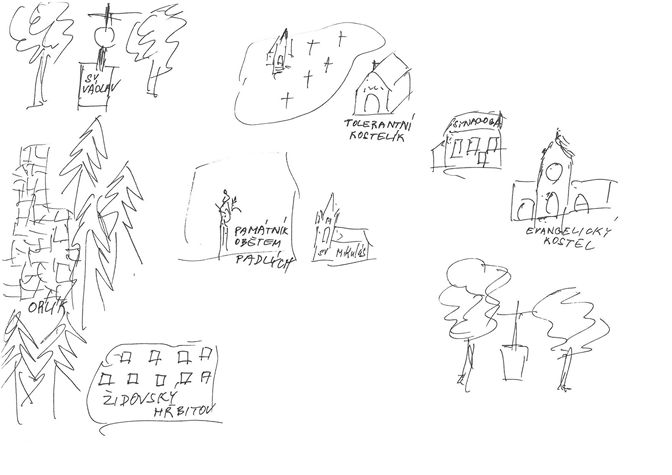 SV
VÁCLAV
TOLERANTNÍ
KOSTELÍK
SYNAGOGA
EVANGELICKÝ
KOSTEL
PAMÁTNÍK
OBĚTEM
PADLÝCH
SV Mikuláš
ORLÍK
ŽIDOVSKÝ
HŘBITOV